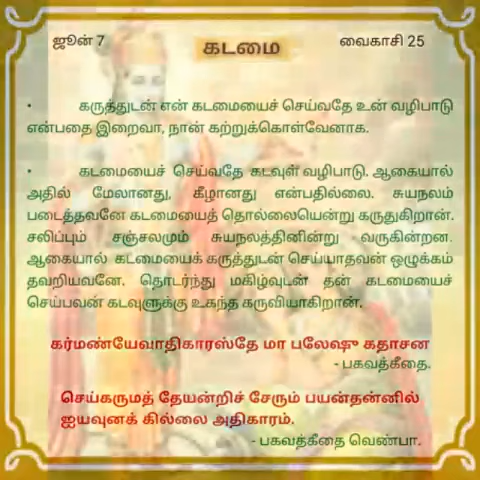 ஜூன் 7
வைகாசி 25
கடமை
• கருத்துடன் என் கடமையைச் செய்வதே உன் வழிபாடு
என்பதை இறைவா, நான் கற்றுக்கொள்வேனாக.
• கடமையைச் செய்வதே கடவுள் வழிபாடு. ஆகையால்
அதில் மேலானது, கீழானது என்பதில்லை. சுயநலம்
படைத்தவனே கடமையைத் தொல்லையென்று கருதுகிறான்.
சலிப்பும் சஞ்சலமும் சுயநலத்தினின்று வருகின்றன.
ஆகையால் கடமையைக் கருத்துடன் செய்யாதவன் ஒழுக்கம்
தவறியவனே. தொடர்ந்து மகிழ்வுடன் தன் கடமையைச்
செய்பவன் கடவுளுக்கு உகந்த கருவியாகிறான்.
கர்மண்யேவாதிகாரஸ்தே மா பலேஷு கதாசன
- பகவத்கீதை.
செய்கருமத் தேயன்றிச் சேரும் பயன்தன்னில்
ஐயவுனக் கில்லை அதிகாரம்.
- பகவத்கீதை வெண்பா.